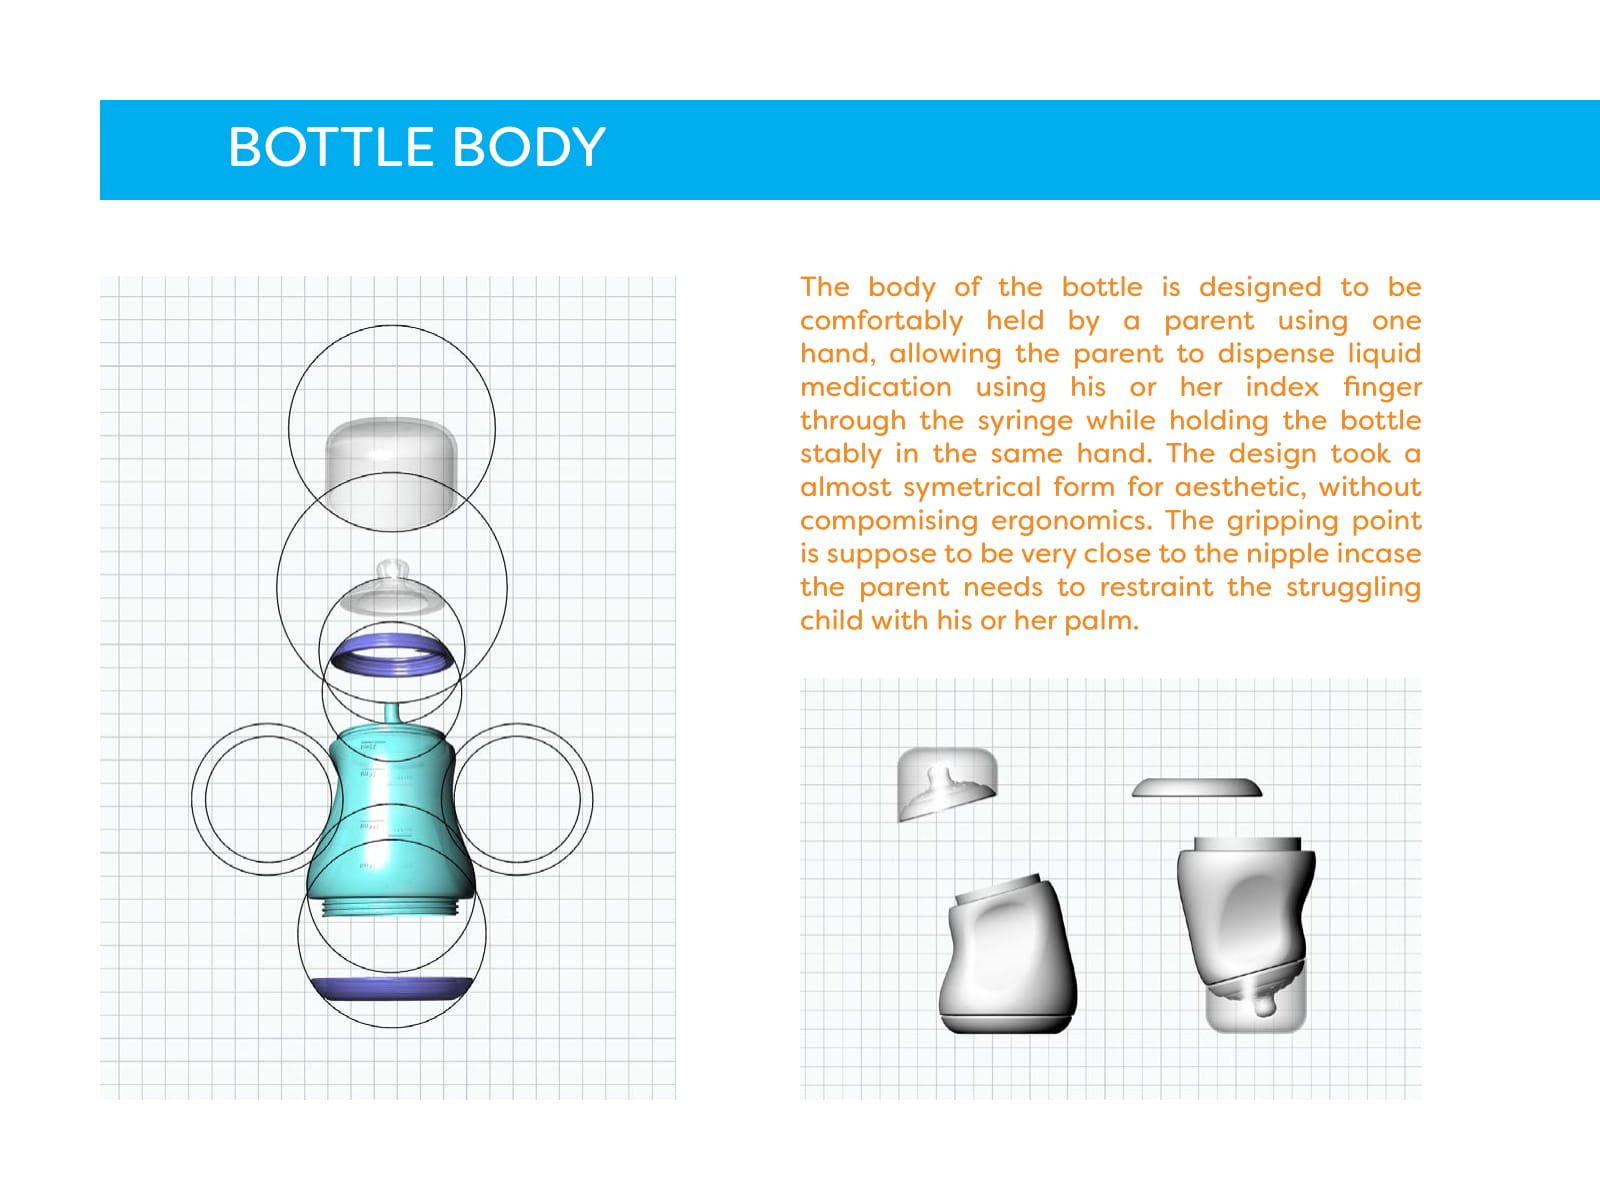 BOTTLE BODY
The body of the bottle is designed to be
comfortably held by a parent using one
hand, allowing the parent to dispense liquid
medication using his or her index finger
through the syringe while holding the bottle
stably in the same hand. The design took a
almost symetrical form for aesthetic, without
compomising ergonomics. The gripping point
is suppose to be very close to the nipple incase
the parent needs to restraint the struggling
child with his or her palm.